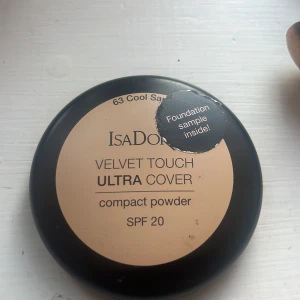 63 Cool
Foundation
sample
inside!
VELVET TOUCH
ULTRA COVER
compact powder
SPF 20